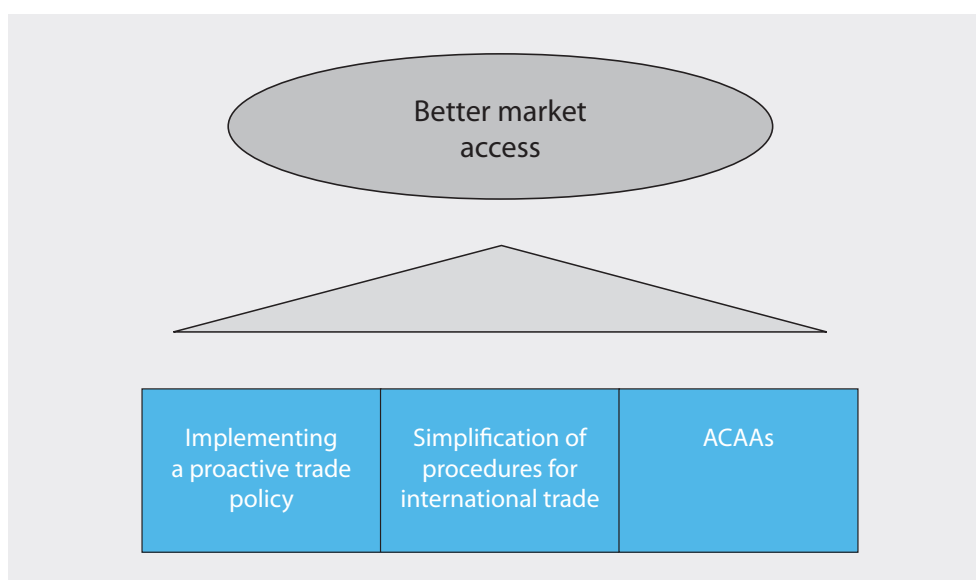 Better market
access
Implementing
a proactive trade
policy
Simplification of
procedures for
international trade
ACAAs